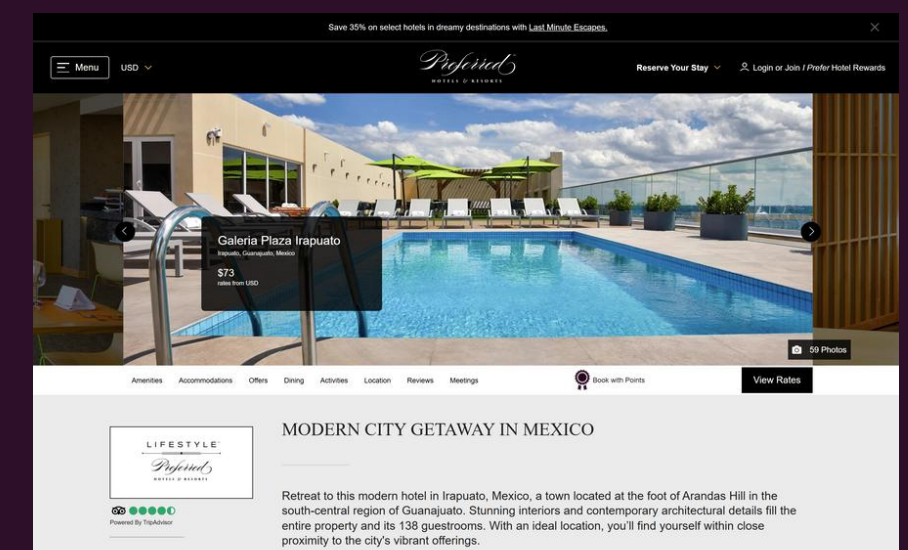 Save 35% on select hotels in dreamy destinations with Last Minute Escapes.
Menu
USD
Preferred
HOTELS & RESORTS
Reserve Your Stay
Login or Join I Prefer Hotel Rewards
Galeria Plaza Irapuato
Irapuato, Guanajuato, Mexico
$73
rates from USD
59 Photos
Amenities Accommodations Offers Dining Activities Location Reviews Meetings
Book with Points
View Rates
LIFESTYLE
Preferred
HOTELS & RESORTS
Powered By TripAdvisor
MODERN CITY GETAWAY IN MEXICO
Retreat to this modern hotel in Irapuato, Mexico, a town located at the foot of Arandas Hill in the
south-central region of Guanajuato. Stunning interiors and contemporary architectural details fill the
entire property and its 138 guestrooms. With an ideal location, you’ll find yourself within close
proximity to the city's vibrant offerings.